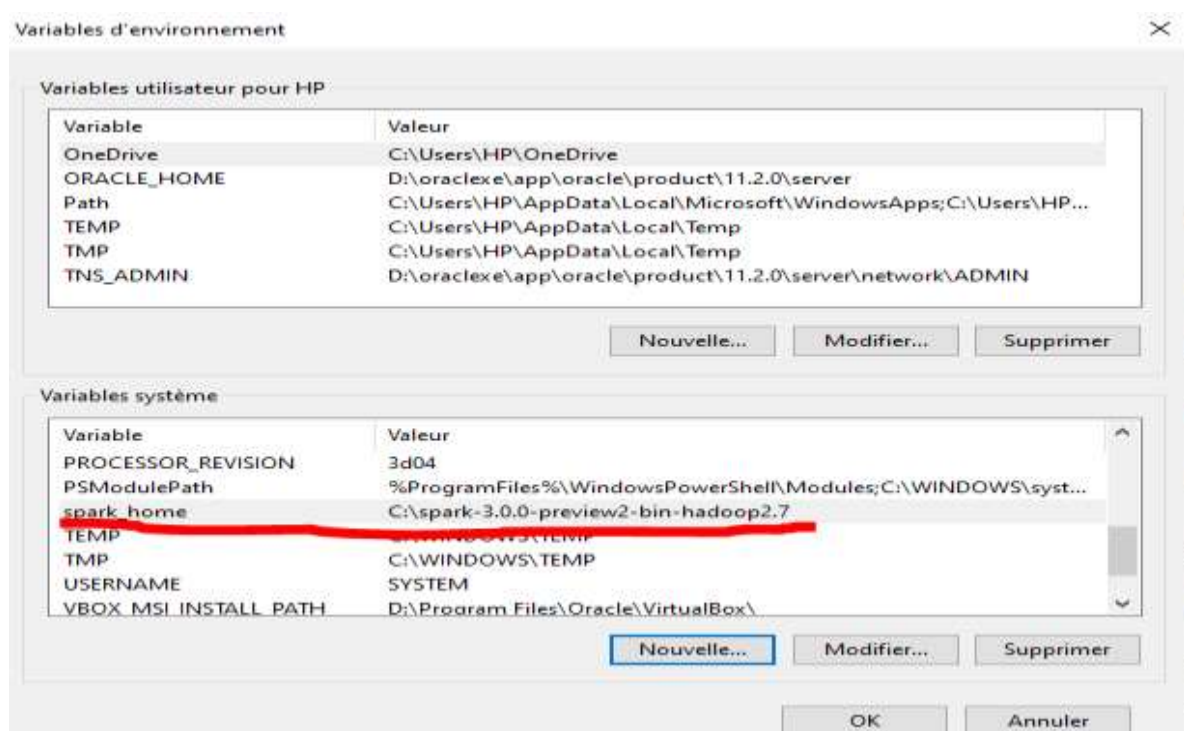 Variables d'environnement
Variables utilisateur pour HP
Variable Valeur
OneDrive C:\Users\HP\OneDrive
ORACLE_HOME D:\oraclexe\app\oracle\product\11.2.0\server
Path C:\Users\HP\AppData\Local\Microsoft\WindowsApps;C:\Users\HP...
TEMP C:\Users\HP\AppData\Local\Temp
TMP C:\Users\HP\AppData\Local\Temp
TNS_ADMIN D:\oraclexe\app\oracle\product\11.2.0\server\network\ADMIN
Nouvelle... Modifier... Supprimer
Variables système
Variable Valeur
PROCESSOR_REVISION 3d04
PSModulePath %ProgramFiles%\WindowsPowerShell\Modules;C:\WINDOWS\syst...
spark_home C:\spark-3.0.0-preview2-bin-hadoop2.7
TEMP C:\WINDOWS\TEMP
TMP C:\WINDOWS\TEMP
USERNAME SYSTEM
VBOX_MSI_INSTALL_PATH D:\Program Files\Oracle\VirtualBox\
Nouvelle... Modifier... Supprimer
OK Annuler